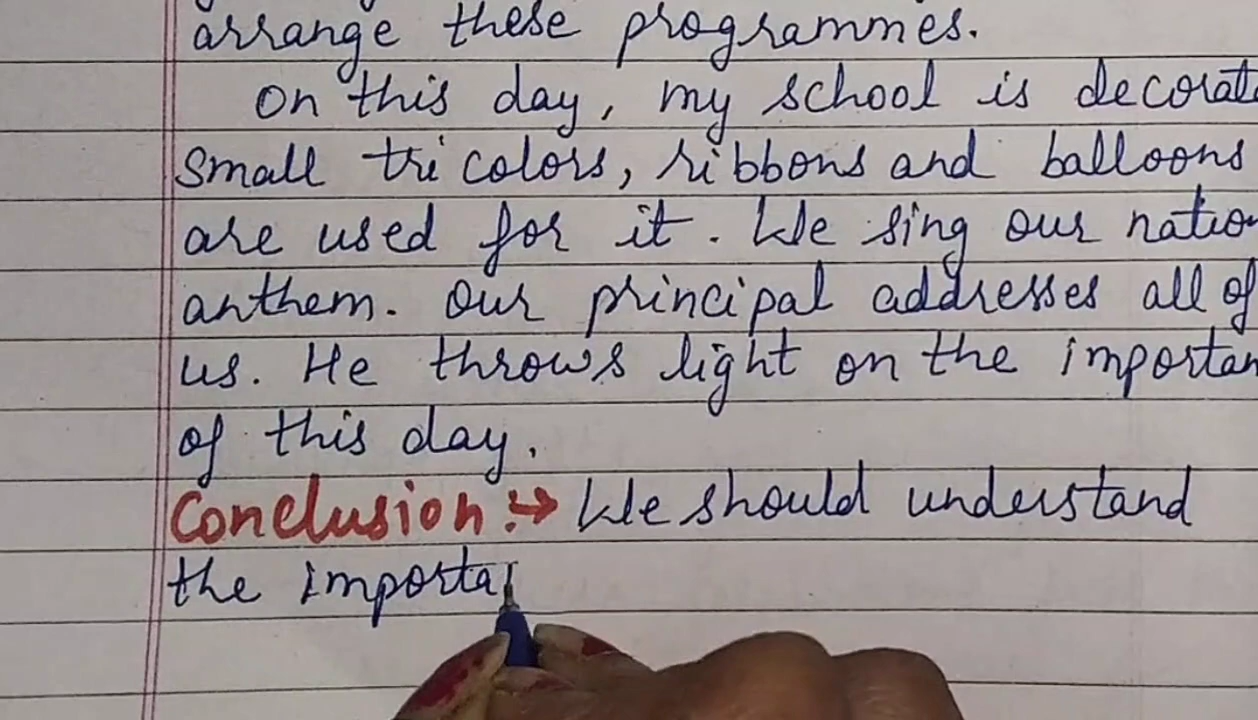 arrange these programmes.
On this day, my school is decorat
small tri colors, ribbons and balloons
are used for it. We sing our natio
anthem. Our principal addresses all of
us. He throws light on the importan
of this day.
Conclusion :→ We should understand
the importa